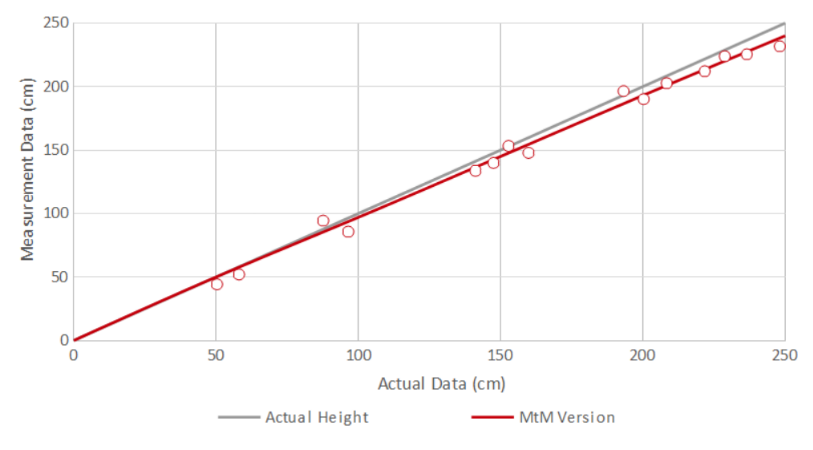 250
200
150
100
50
0
Measurement Data (cm)
0 50 100 150 200 250
Actual Data (cm)
Actual Height MtM Version